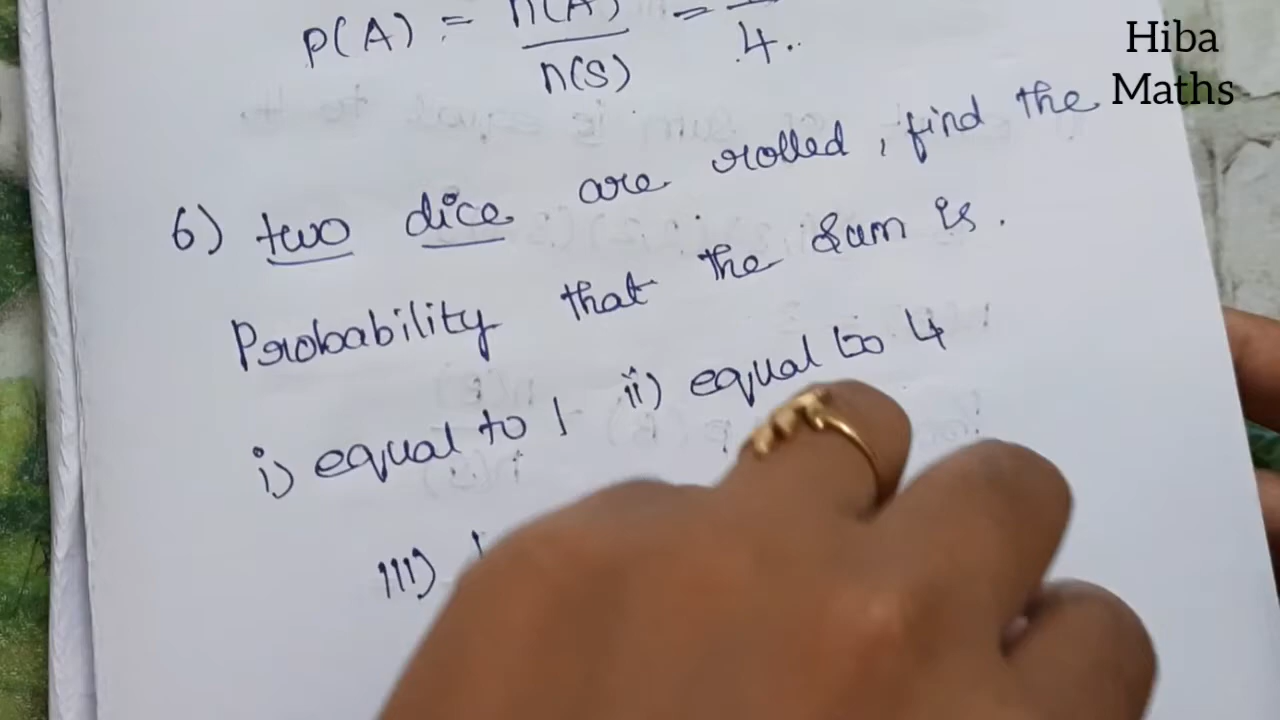 P(A) = n(A) =
n(S) 4.
Hiba
Maths
6) two dice are rolled, find the
Probability that the sum is.
i) equal to 1 ii) equal to 4
iii)